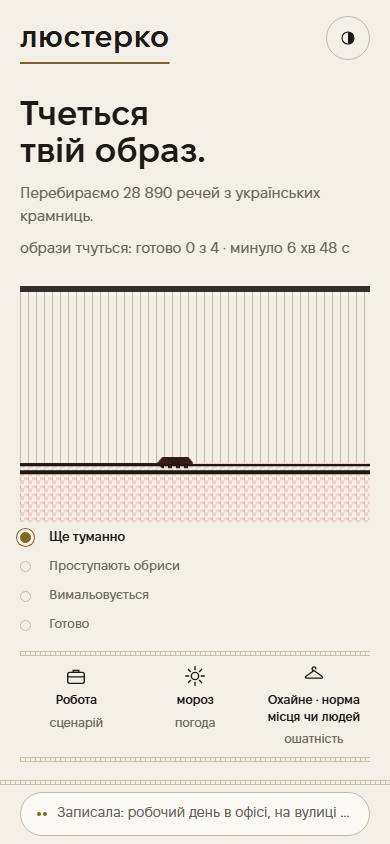 люстерко
Тчеться
твій образ.
Перебираємо 28 890 речей з українських
крамниць.
образи тчуться: готово 0 з 4 · минуло 6 хв 48 с
Ще туманно
Проступають обриси
Вимальовується
Готово
Робота
сценарій
мороз
погода
Охайне · норма
місця чи людей
ошатність
Записала: робочий день в офісі, на вулиці ...